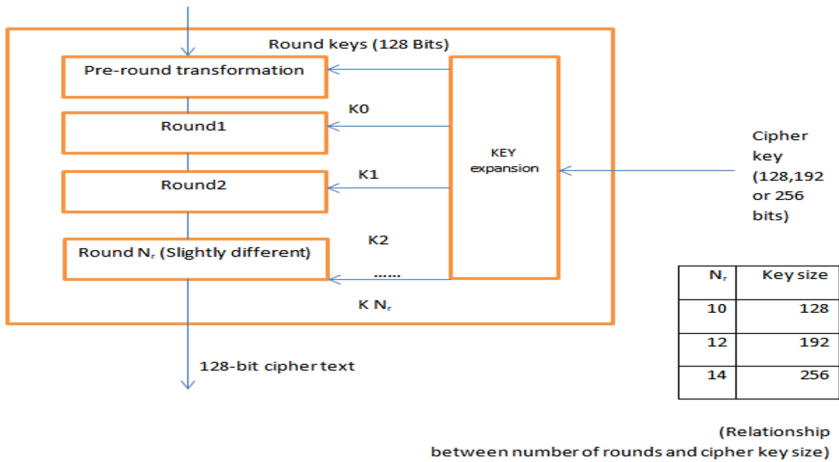 Round keys (128 Bits)
Pre-round transformation
K0
Round1
KEY
expansion
Cipher
key
(128,192
or 256
bits)
K1
Round2
K2
Round Nᵣ (Slightly different)
......
K Nᵣ
128-bit cipher text
Nᵣ Key size
10 128
12 192
14 256
(Relationship
between number of rounds and cipher key size)